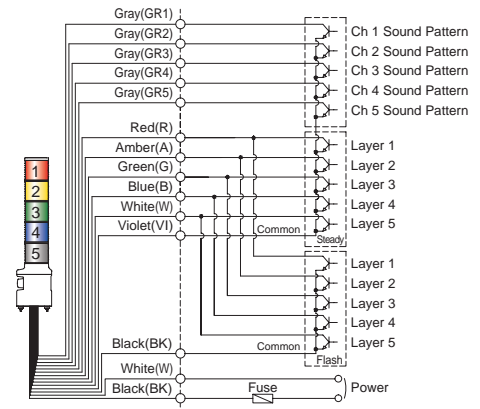 Gray(GR1)
Ch 1 Sound Pattern
Gray(GR2)
Ch 2 Sound Pattern
Gray(GR3)
Ch 3 Sound Pattern
Gray(GR4)
Ch 4 Sound Pattern
Gray(GR5)
Ch 5 Sound Pattern
Red(R)
Layer 1
Amber(A)
Layer 2
Green(G)
Layer 3
Blue(B)
Layer 4
White(W)
Layer 5
Violet(VI)
Common
Steady
1
2
3
4
5
Layer 1
Layer 2
Layer 3
Layer 4
Layer 5
Black(BK)
Common
Flash
White(W)
Black(BK)
Fuse
Power